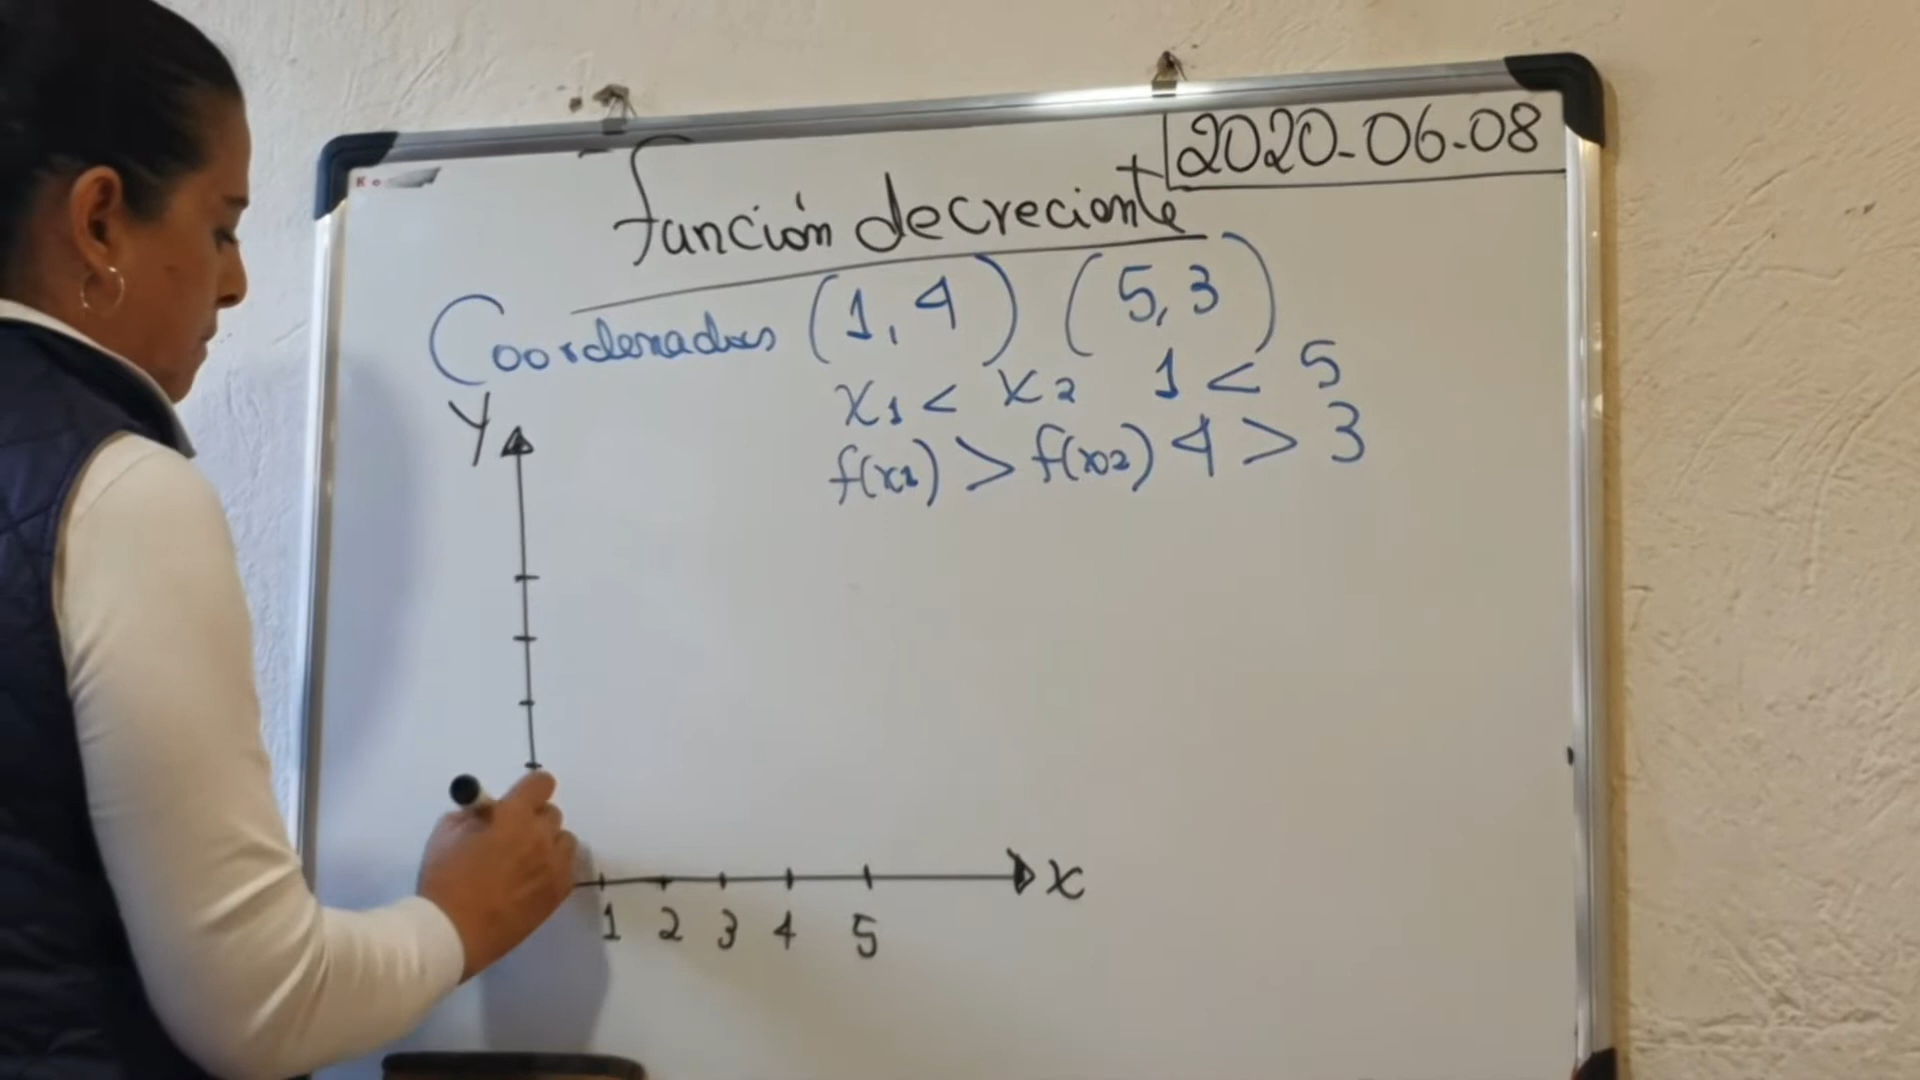 2020-06-08
función decreciente
Coordenadas (1, 4) (5, 3)
x1 < x2 1 < 5
f(x1) > f(x2) 4 > 3
Y
x
1 2 3 4 5